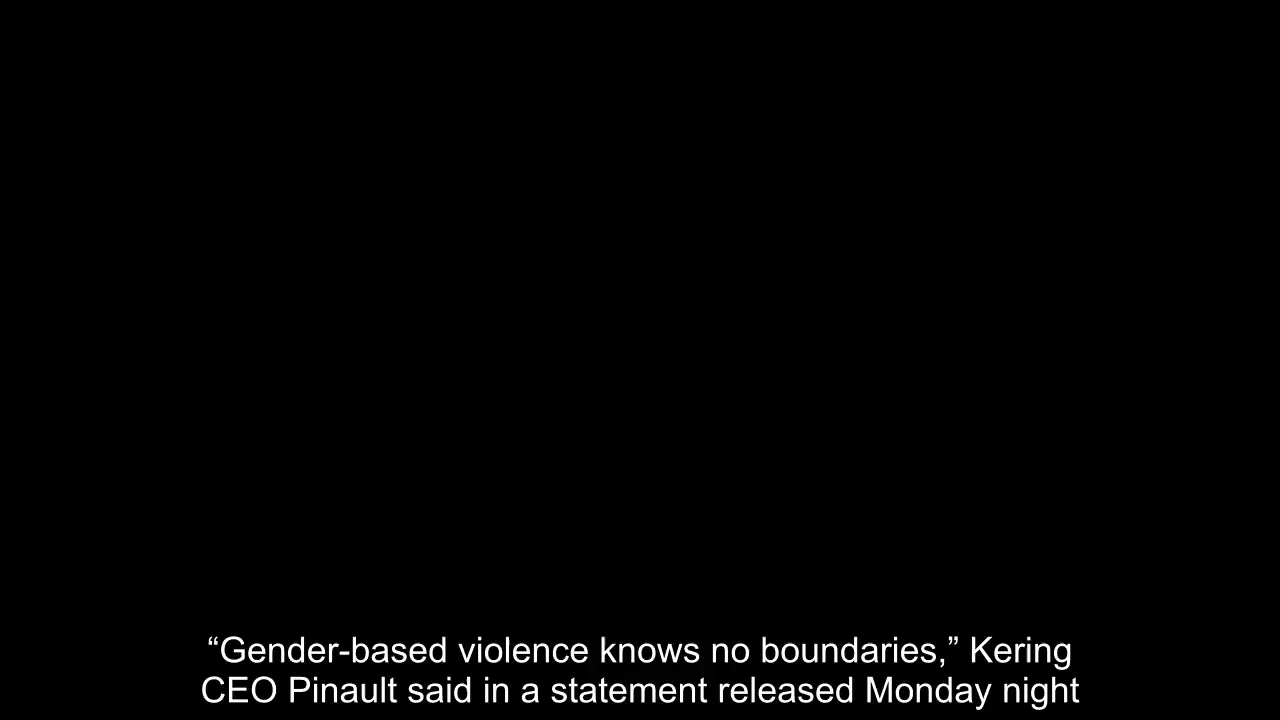 “Gender-based violence knows no boundaries,” Kering
CEO Pinault said in a statement released Monday night